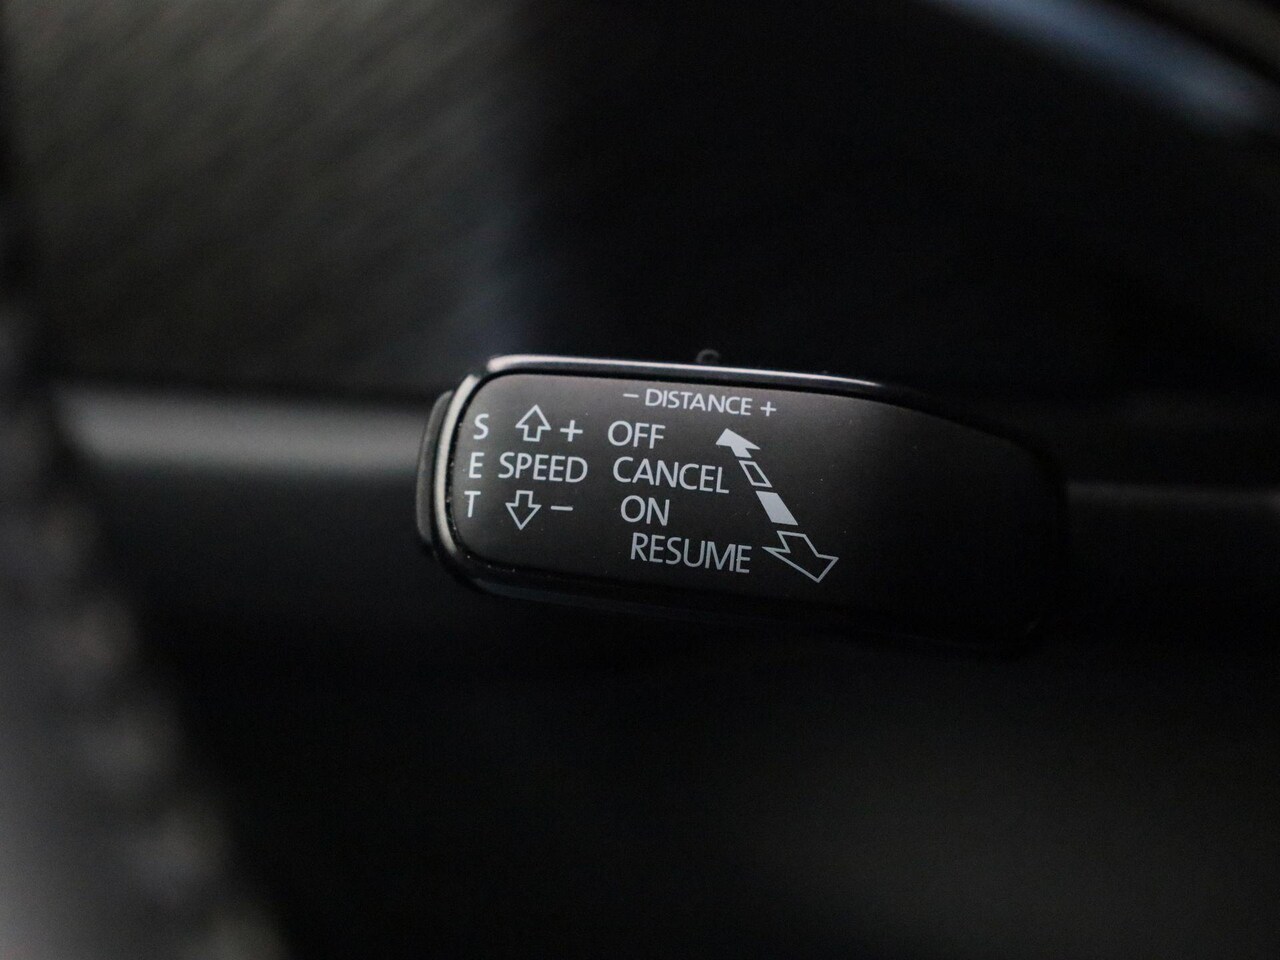 − DISTANCE +
S + OFF
E SPEED CANCEL
T − ON
RESUME